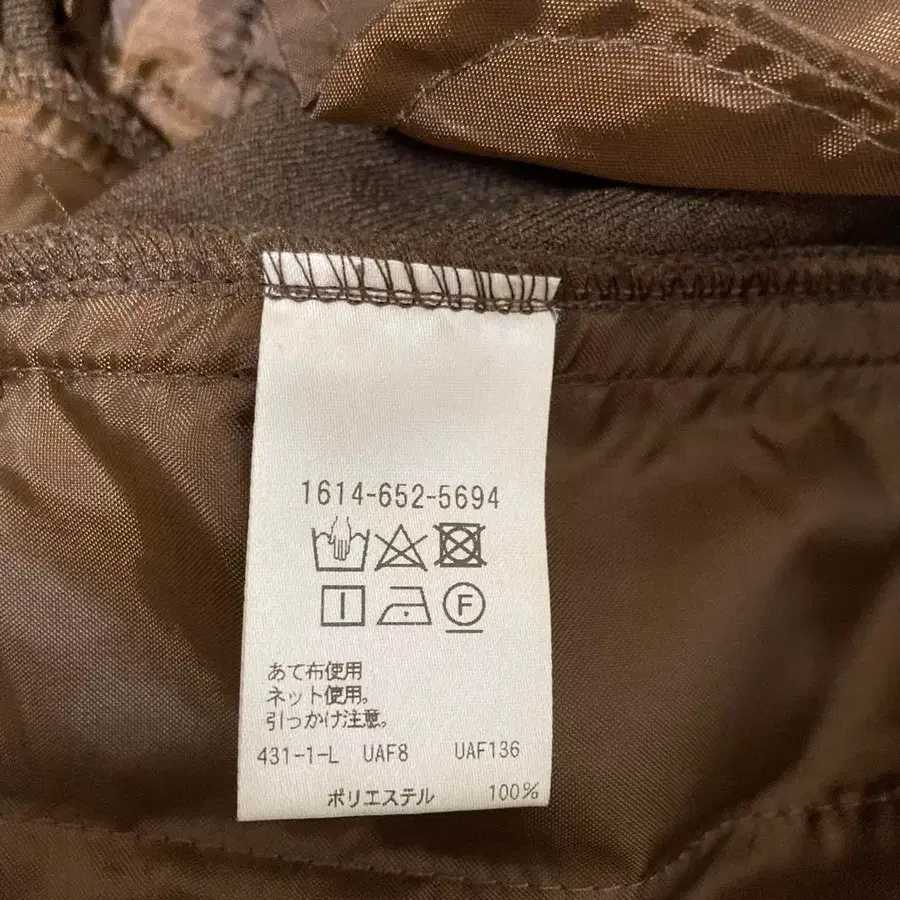 1614-652-5694
F
あて布使用
ネット使用。
引っかけ注意。
431-1-L UAF8 UAF136
ポリエステル 100%